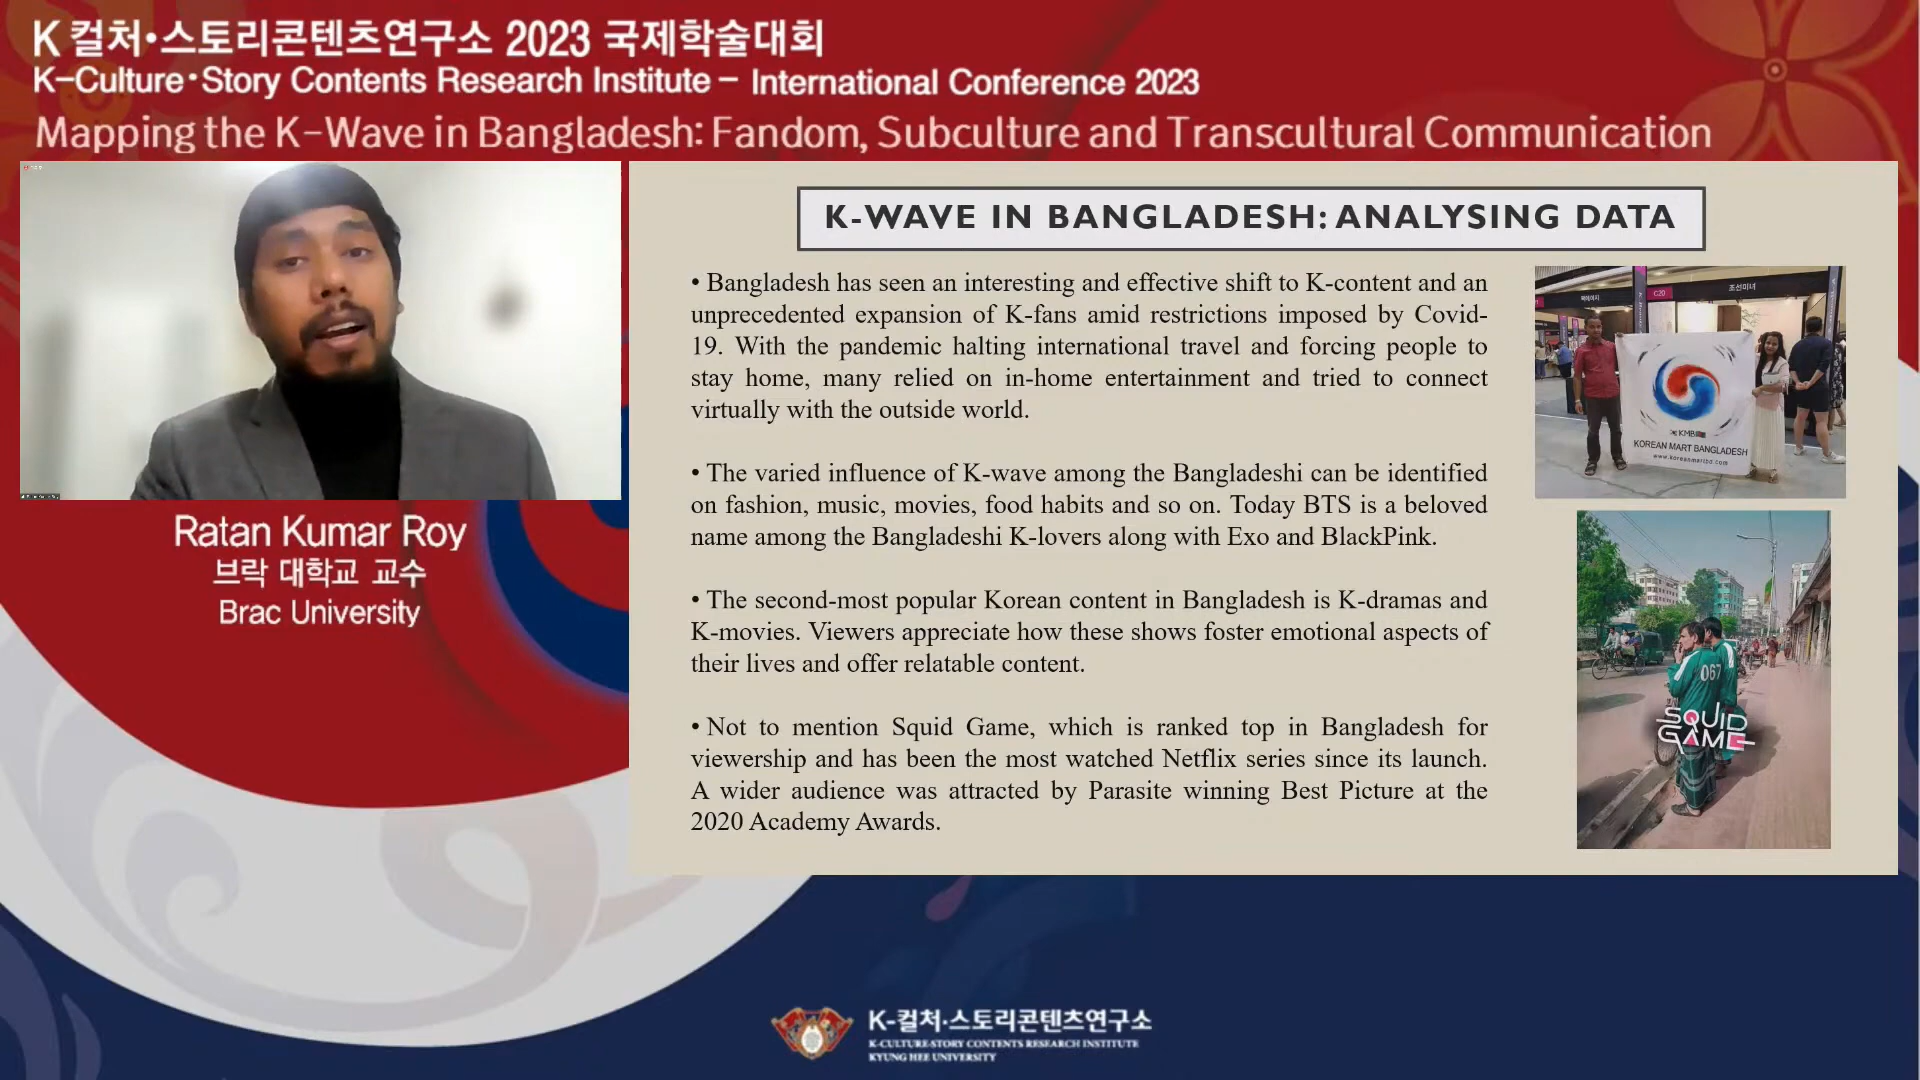 K 컬처•스토리콘텐츠연구소 2023 국제학술대회
K-Culture•Story Contents Research Institute - International Conference 2023
Mapping the K-Wave in Bangladesh: Fandom, Subculture and Transcultural Communication
Ratan Kumar Roy
브락 대학교 교수
Brac University
K-WAVE IN BANGLADESH: ANALYSING DATA
• Bangladesh has seen an interesting and effective shift to K-content and an
unprecedented expansion of K-fans amid restrictions imposed by Covid-
19. With the pandemic halting international travel and forcing people to
stay home, many relied on in-home entertainment and tried to connect
virtually with the outside world.
• The varied influence of K-wave among the Bangladeshi can be identified
on fashion, music, movies, food habits and so on. Today BTS is a beloved
name among the Bangladeshi K-lovers along with Exo and BlackPink.
• The second-most popular Korean content in Bangladesh is K-dramas and
K-movies. Viewers appreciate how these shows foster emotional aspects of
their lives and offer relatable content.
• Not to mention Squid Game, which is ranked top in Bangladesh for
viewership and has been the most watched Netflix series since its launch.
A wider audience was attracted by Parasite winning Best Picture at the
2020 Academy Awards.
C20
조선미녀
KMB
KOREAN MART BANGLADESH
www.koreanmartbd.com
067
SQUID
GAME
K-컬처•스토리콘텐츠연구소
K-CULTURE•STORY CONTENTS RESEARCH INSTITUTE
KYUNG HEE UNIVERSITY